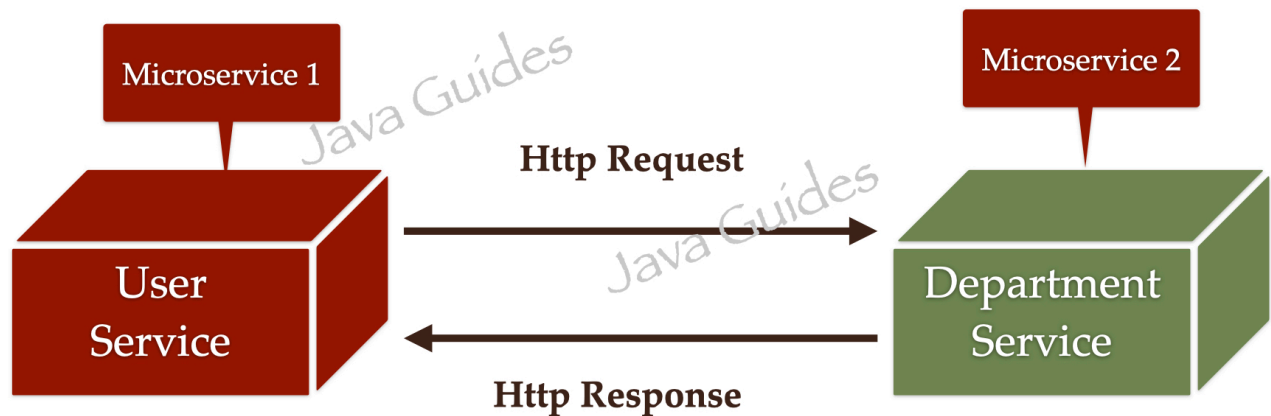 Microservice 1
Microservice 2
Java Guides
Http Request
Java Guides
User
Service
Department
Service
Http Response